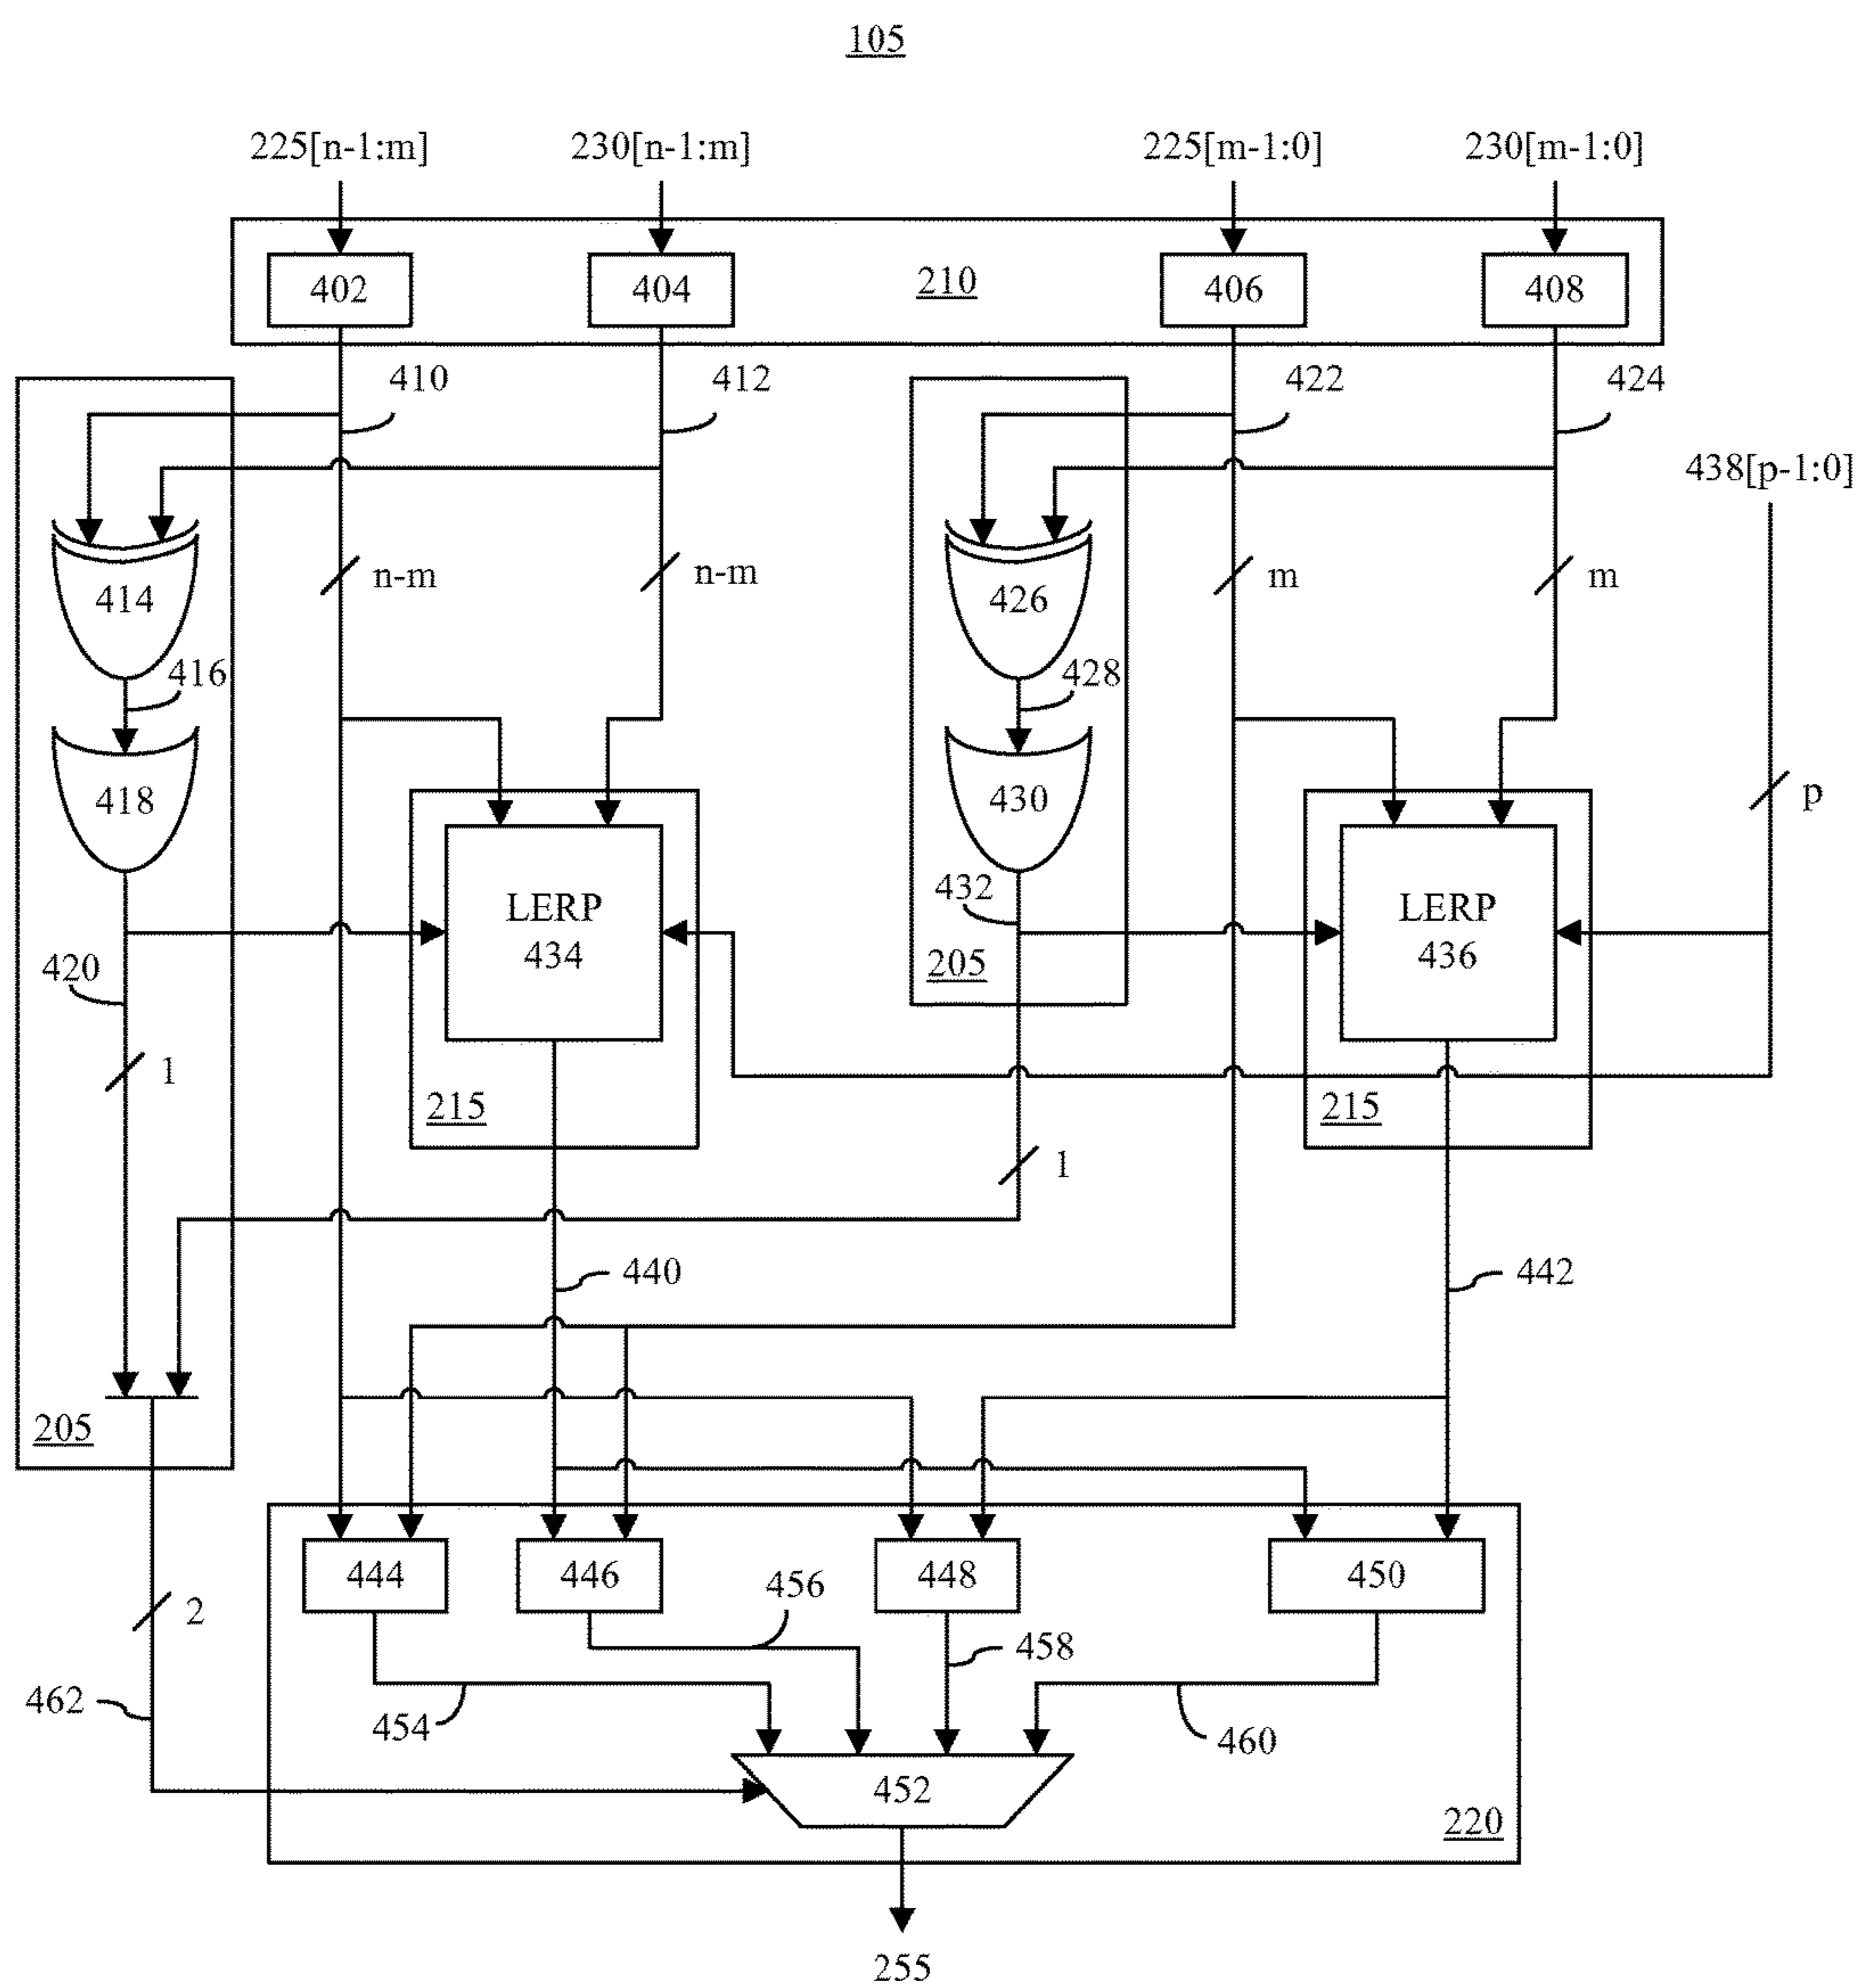 105
225[n-1:m] 230[n-1:m] 225[m-1:0] 230[m-1:0]
402 404 210 406 408
410 412 422 424
438[p-1:0]
414 n-m n-m 426 m m
416 428
418 430 p
432
LERP LERP
434 436
420 205
1
215 215
1
440 442
205
444 446 448 450
456
2
458
462
454 460
452
220
255